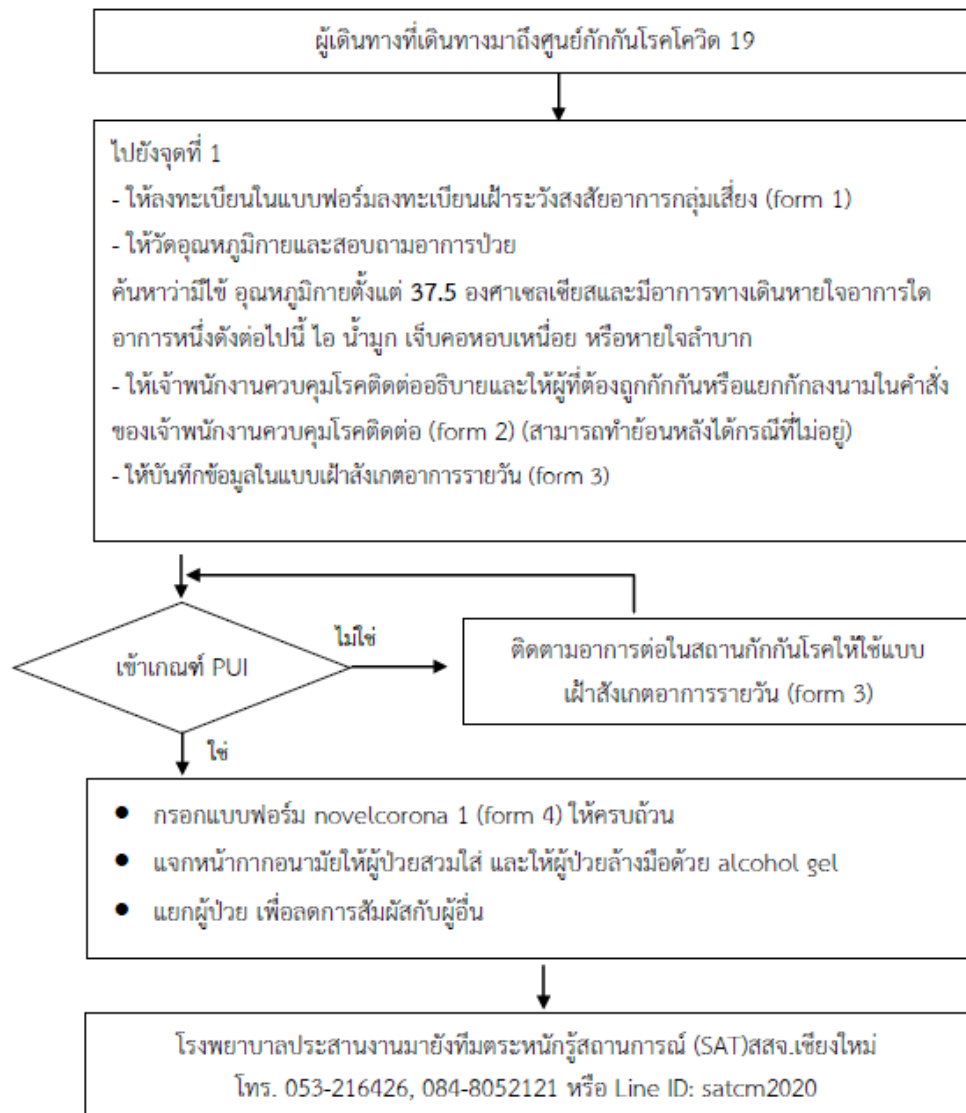 ผู้เดินทางที่เดินทางมาถึงศูนย์กักกันโรคโควิด 19
ไปยังจุดที่ 1
- ให้ลงทะเบียนในแบบฟอร์มลงทะเบียนเฝ้าระวังสงสัยอาการกลุ่มเสี่ยง (form 1)
- ให้วัดอุณหภูมิกายและสอบถามอาการป่วย
ค้นหาว่ามีไข้ อุณหภูมิกายตั้งแต่ 37.5 องศาเซลเซียสและมีอาการทางเดินหายใจอาการใด
อาการหนึ่งดังต่อไปนี้ ไอ น้ำมูก เจ็บคอหอบเหนื่อย หรือหายใจลำบาก
- ให้เจ้าพนักงานควบคุมโรคติดต่ออธิบายและให้ผู้ที่ต้องถูกกักกันหรือแยกกักลงนามในคำสั่ง
ของเจ้าพนักงานควบคุมโรคติดต่อ (form 2) (สามารถทำย้อนหลังได้กรณีที่ไม่อยู่)
- ให้บันทึกข้อมูลในแบบเฝ้าสังเกตอาการรายวัน (form 3)
เข้าเกณฑ์ PUI
ไม่ใช่
ติดตามอาการต่อในสถานกักกันโรคให้ใช้แบบ
เฝ้าสังเกตอาการรายวัน (form 3)
ใช่
● กรอกแบบฟอร์ม novelcorona 1 (form 4) ให้ครบถ้วน
● แจกหน้ากากอนามัยให้ผู้ป่วยสวมใส่ และให้ผู้ป่วยล้างมือด้วย alcohol gel
● แยกผู้ป่วย เพื่อลดการสัมผัสกับผู้อื่น
โรงพยาบาลประสานงานมายังทีมตระหนักรู้สถานการณ์ (SAT)สสจ.เชียงใหม่
โทร. 053-216426, 084-8052121 หรือ Line ID: satcm2020